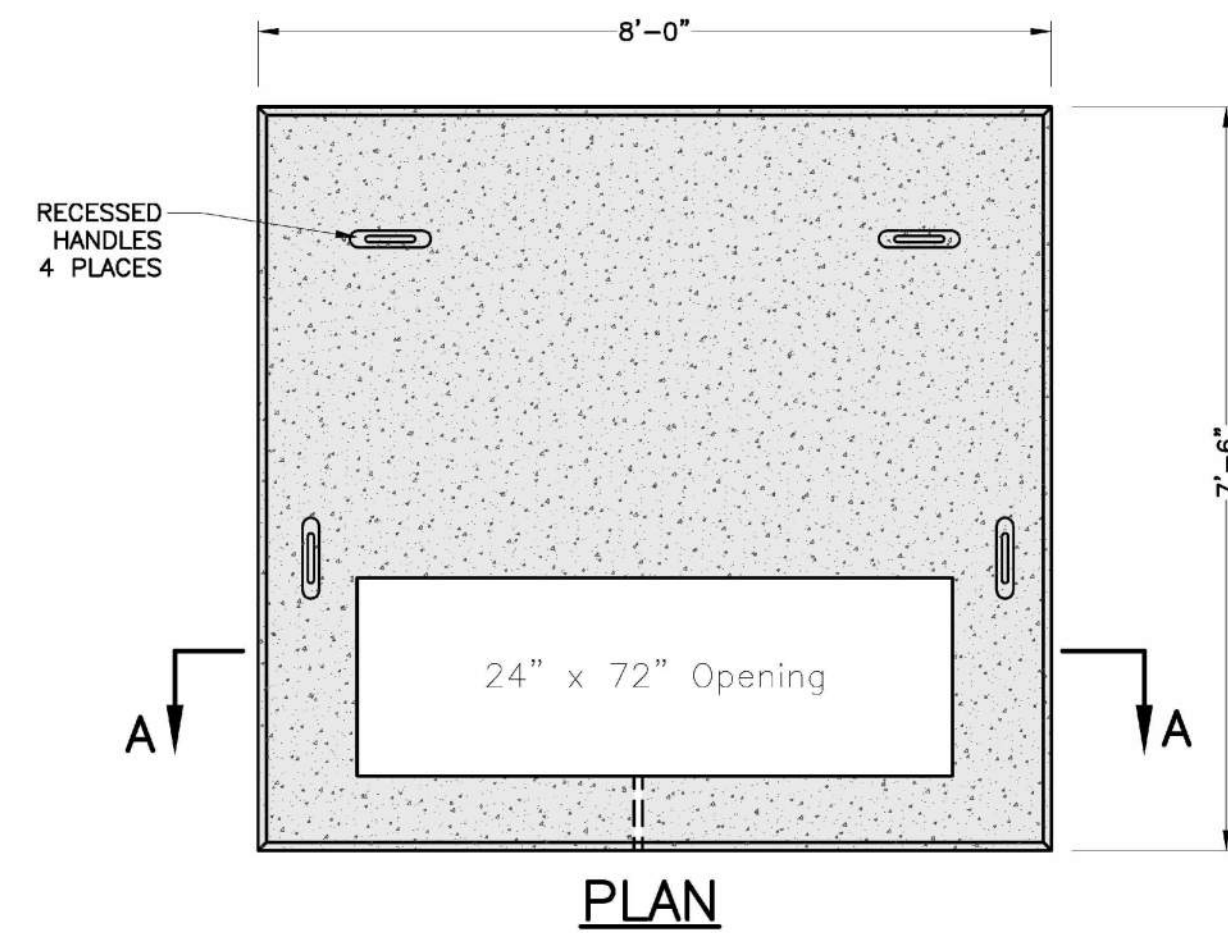 8'-0"
RECESSED
HANDLES
4 PLACES
7'-6"
24" x 72" Opening
A
A
PLAN